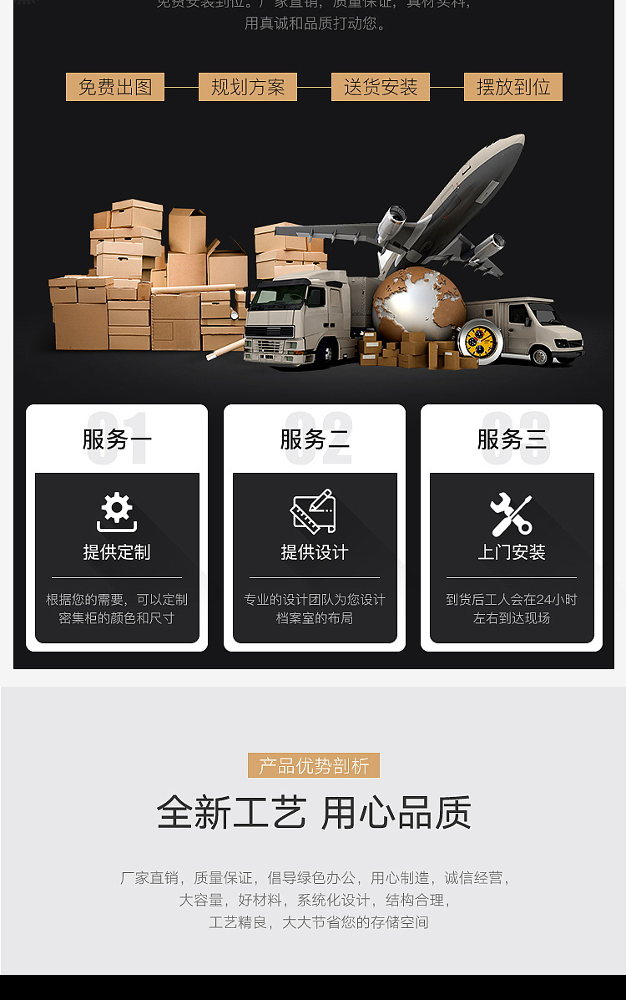 免费安装到位。厂家直销，质量保证，真材实料，
用真诚和品质打动您。
免费出图 规划方案 送货安装 摆放到位
01 02 03
服务一 服务二 服务三
提供定制 提供设计 上门安装
根据您的需要，可以定制 专业的设计团队为您设计 到货后工人会在24小时
密集柜的颜色和尺寸 档案室的布局 左右到达现场
产品优势剖析
全新工艺 用心品质
厂家直销，质量保证，倡导绿色办公，用心制造，诚信经营，
大容量，好材料，系统化设计，结构合理，
工艺精良，大大节省您的存储空间